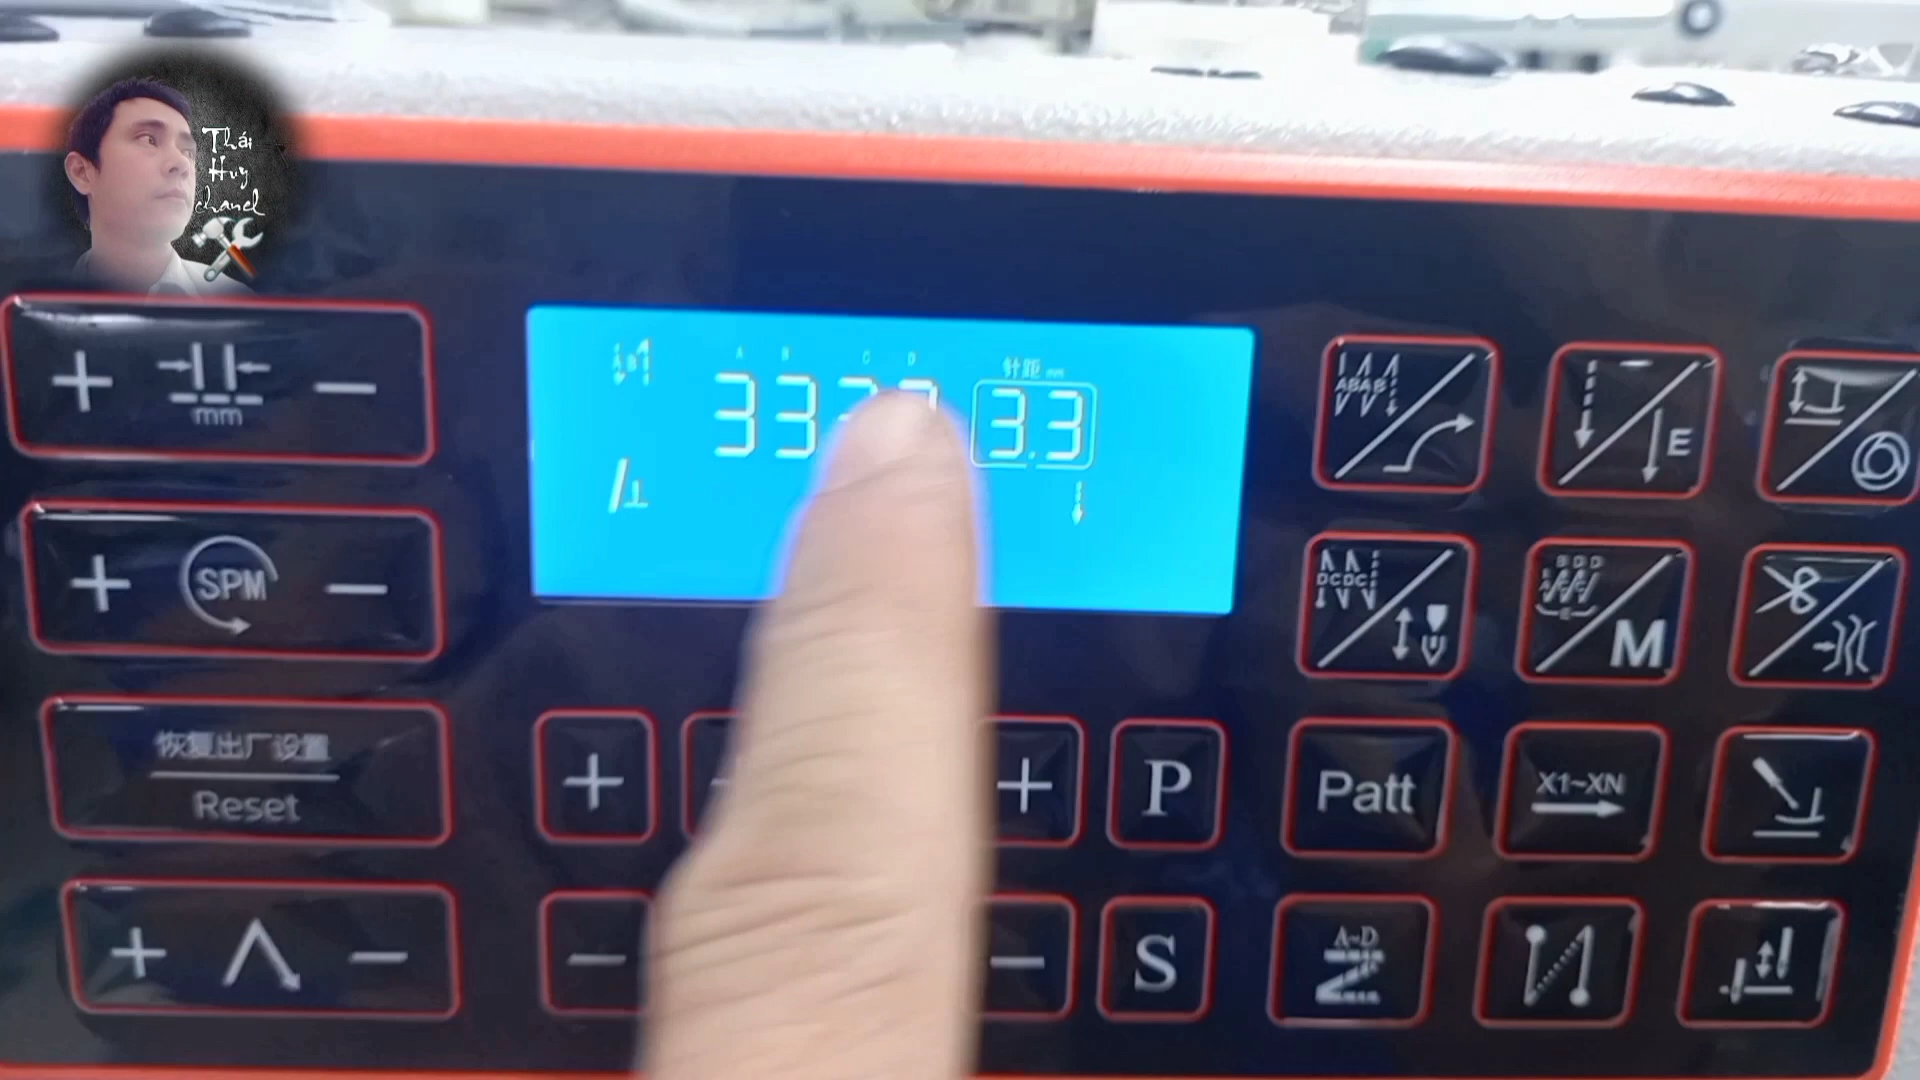 Thái
Huy
chanel
A B C D
针距 mm
33
3.3
mm
SPM
恢复出厂设置
Reset
ABAB
E
DCDC
M
P
Patt
X1~XN
S
A~D